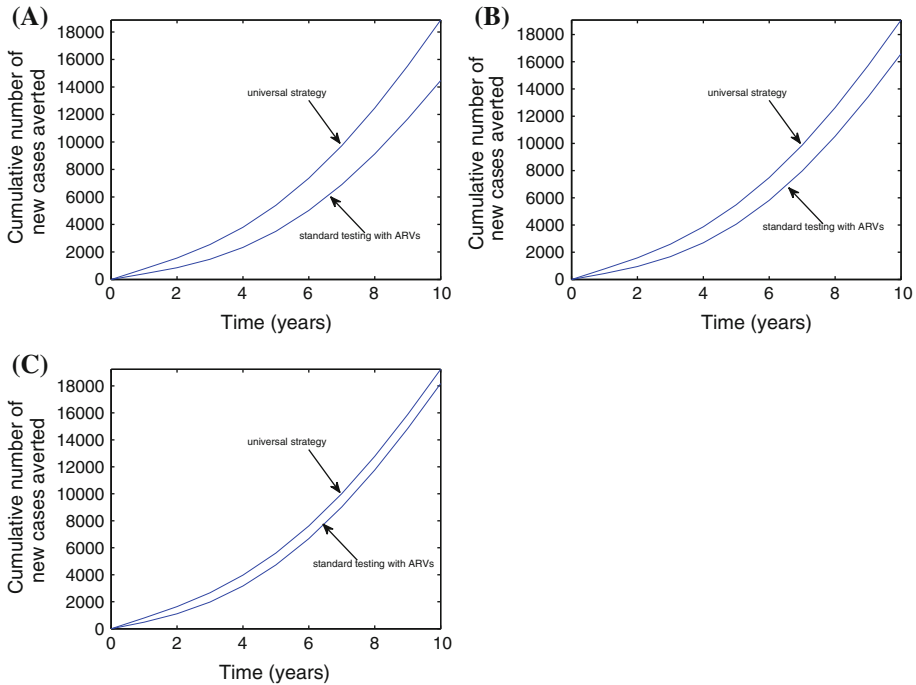 (A)
Cumulative number of
new cases averted
18000
16000
14000
12000
10000
8000
6000
4000
2000
0
universal strategy
standard testing with ARVs
0 2 4 6 8 10
Time (years)
(B)
Cumulative number of
new cases averted
18000
16000
14000
12000
10000
8000
6000
4000
2000
0
universal strategy
standard testing with ARVs
0 2 4 6 8 10
Time (years)
(C)
Cumulative number of
new cases averted
18000
16000
14000
12000
10000
8000
6000
4000
2000
0
universal strategy
standard testing with ARVs
0 2 4 6 8 10
Time (years)